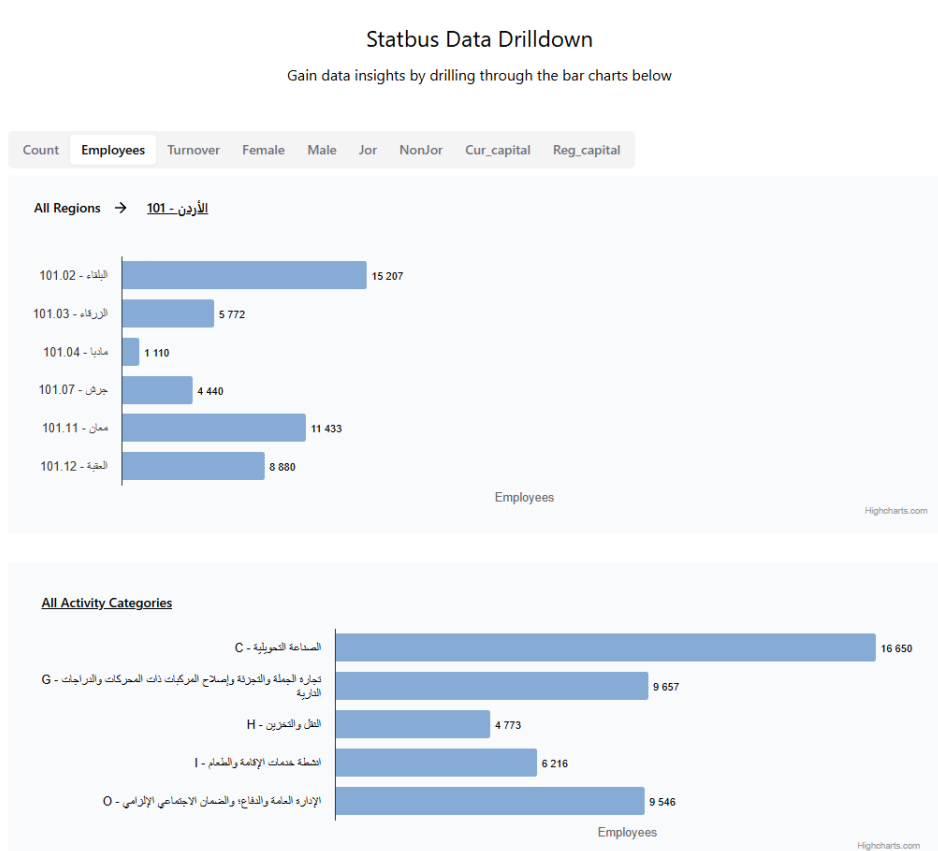 Statbus Data Drilldown
Gain data insights by drilling through the bar charts below
Count Employees Turnover Female Male Jor NonJor Cur_capital Reg_capital
All Regions → 101 - الأردن
101.02 - البلقاء 15 207
101.03 - الزرقاء 5 772
101.04 - مادبا 1 110
101.07 - جرش 4 440
101.11 - معان 11 433
101.12 - العقبة 8 880
Employees
Highcharts.com
All Activity Categories
C - الصناعة التحويلية 16 650
G - تجارة الجملة والتجزئة وإصلاح المركبات ذات المحركات والدراجات
النارية 9 657
H - النقل والتخزين 4 773
I - انشطة خدمات الإقامة والطعام 6 216
O - الإدارة العامة والدفاع؛ والضمان الاجتماعي الإلزامي 9 546
Employees
Highcharts.com